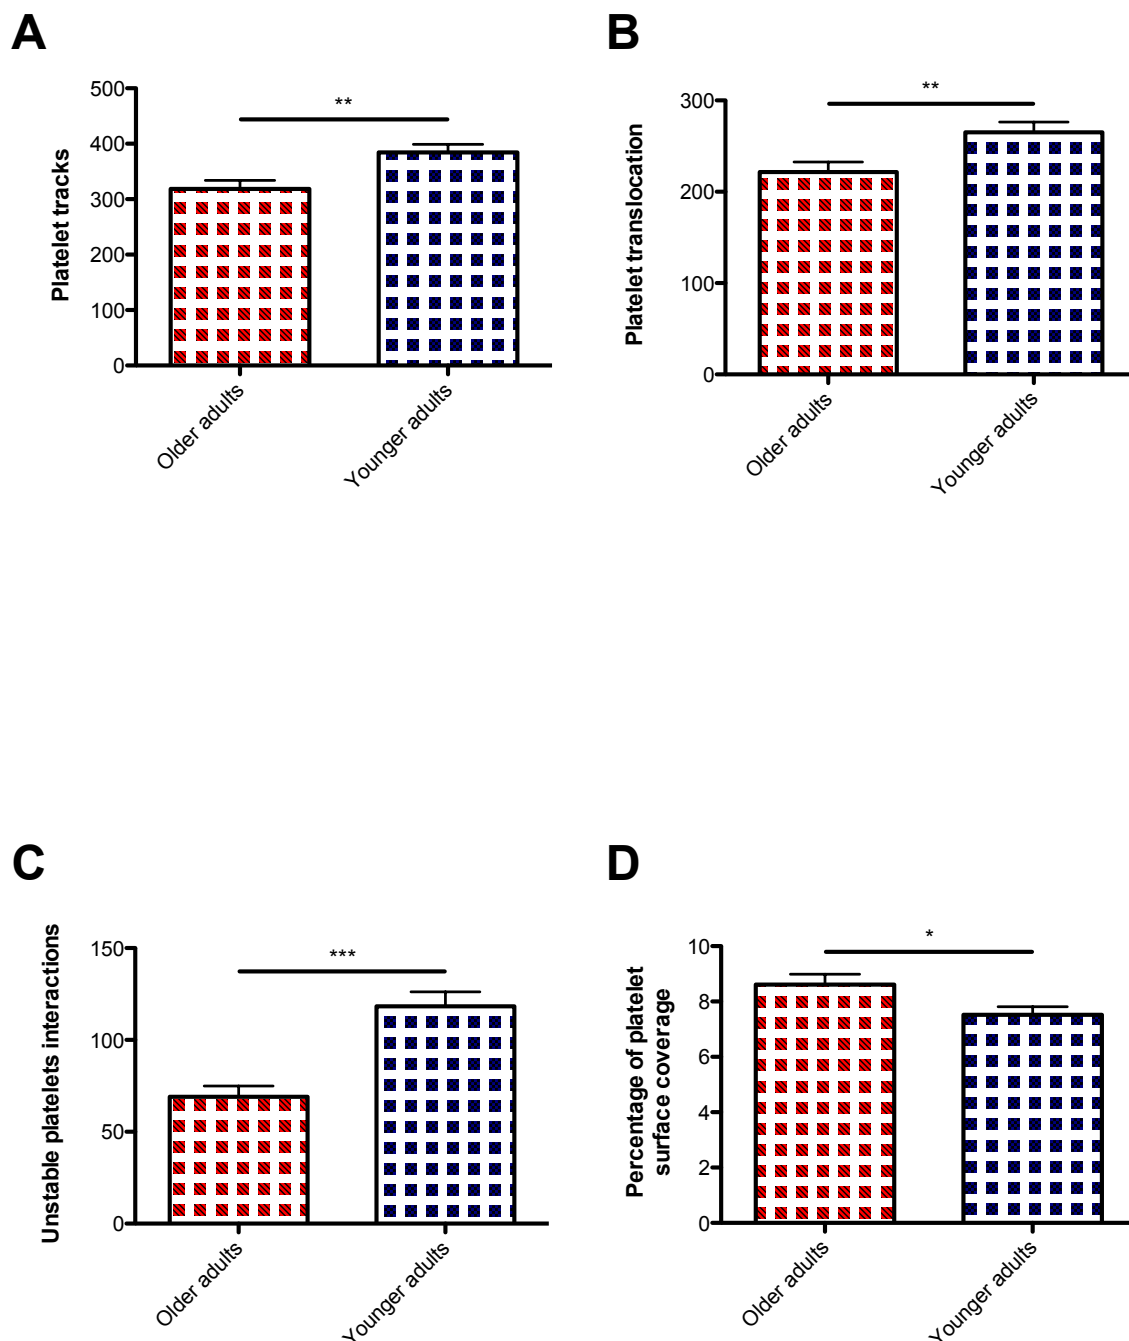 A
Platelet tracks
500
400
300
200
100
0
**
Older adults
Younger adults
B
Platelet translocation
300
200
100
0
**
Older adults
Younger adults
C
Unstable platelets interactions
150
100
50
0
***
Older adults
Younger adults
D
Percentage of platelet
surface coverage
10
8
6
4
2
0
*
Older adults
Younger adults